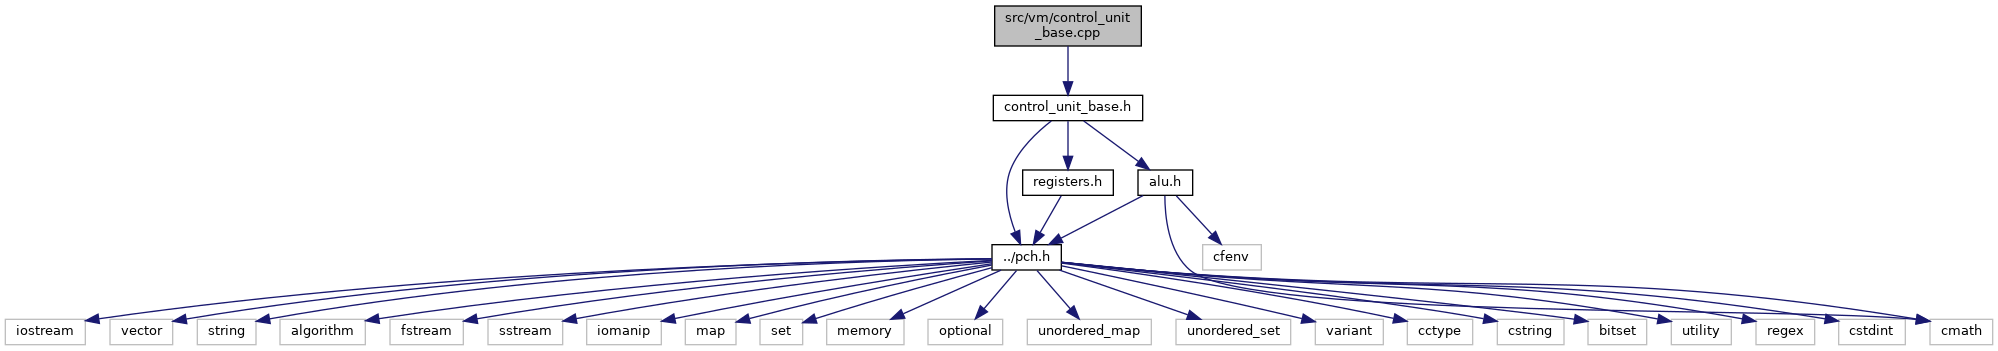 src/vm/control_unit
_base.cpp
control_unit_base.h
registers.h
alu.h
../pch.h
cfenv
iostream
vector
string
algorithm
fstream
sstream
iomanip
map
set
memory
optional
unordered_map
unordered_set
variant
cctype
cstring
bitset
utility
regex
cstdint
cmath